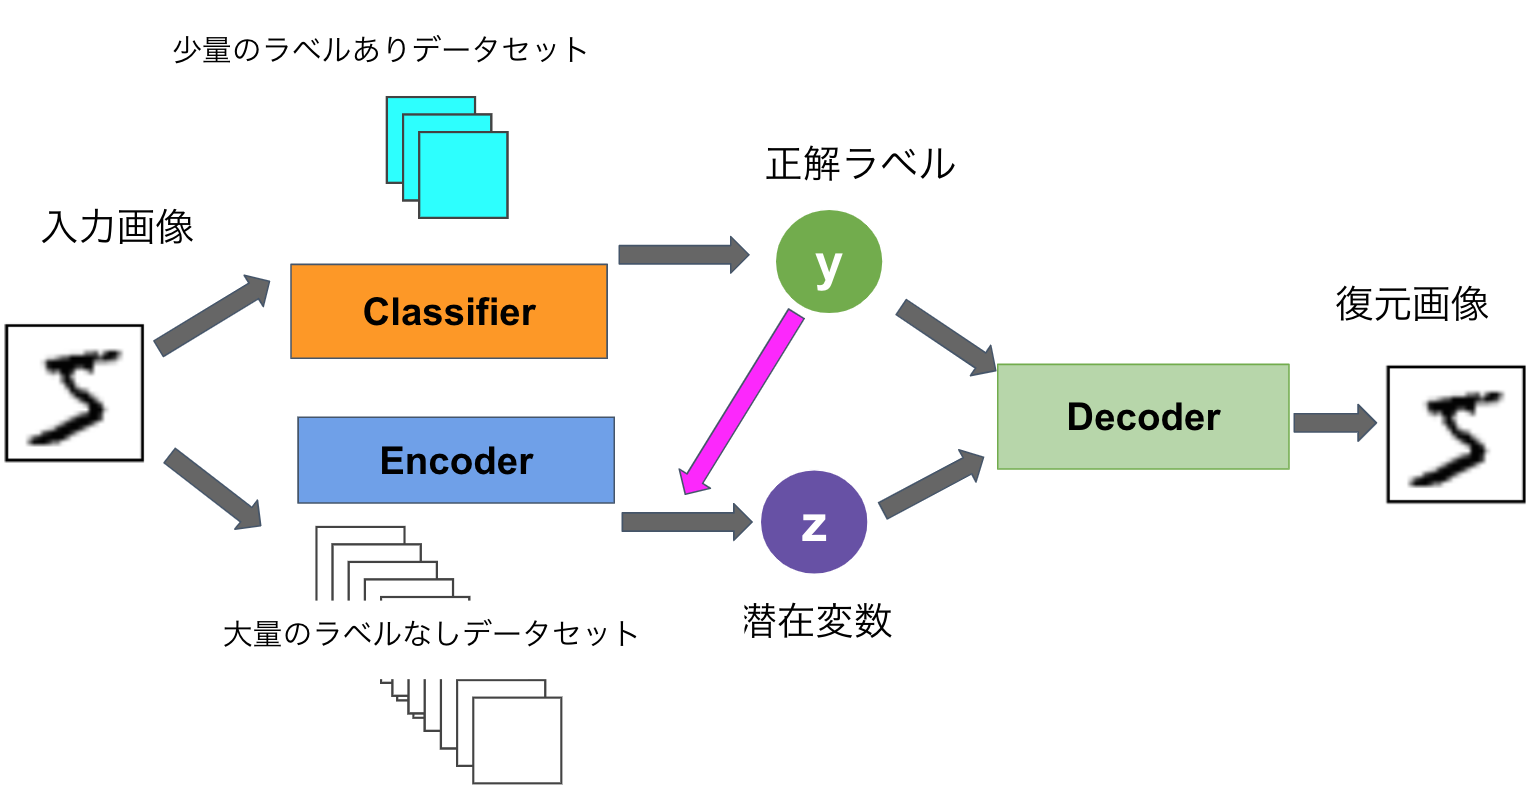 少量のラベルありデータセット
正解ラベル
入力画像
y
Classifier
復元画像
5
Decoder
5
Encoder
z
潜在変数
大量のラベルなしデータセット